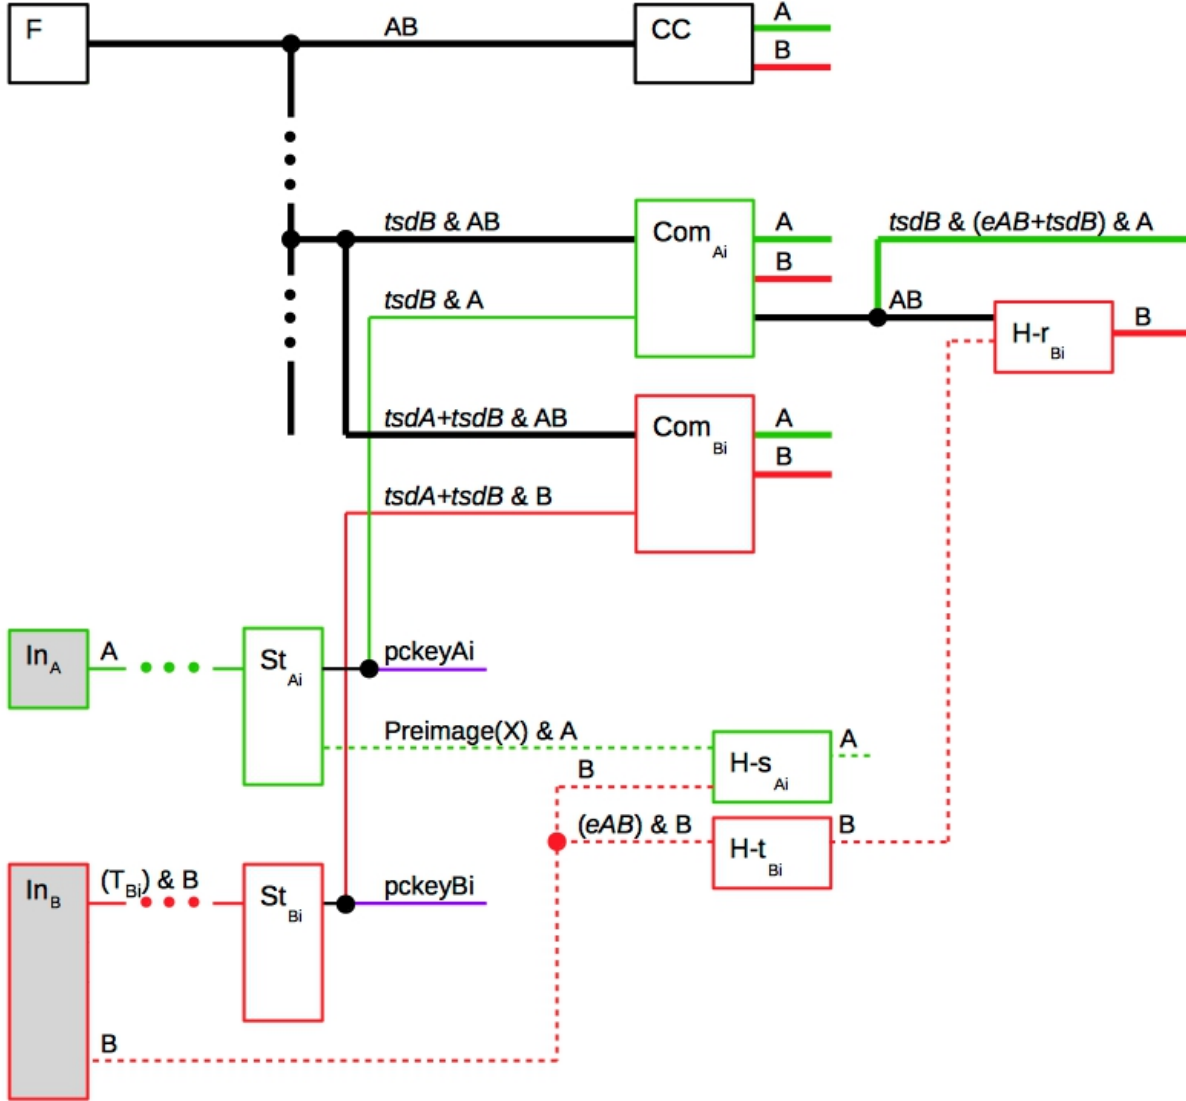 F
AB
CC
A
B
tsdB & AB
Com Ai
A
B
tsdB & (eAB+tsdB) & A
tsdB & A
AB
H-r Bi
B
tsdA+tsdB & AB
Com Bi
A
B
tsdA+tsdB & B
In A
A
St Ai
pckeyAi
Preimage(X) & A
H-s Ai
A
B
(eAB) & B
H-t Bi
B
In B
(T Bi) & B
St Bi
pckeyBi
B